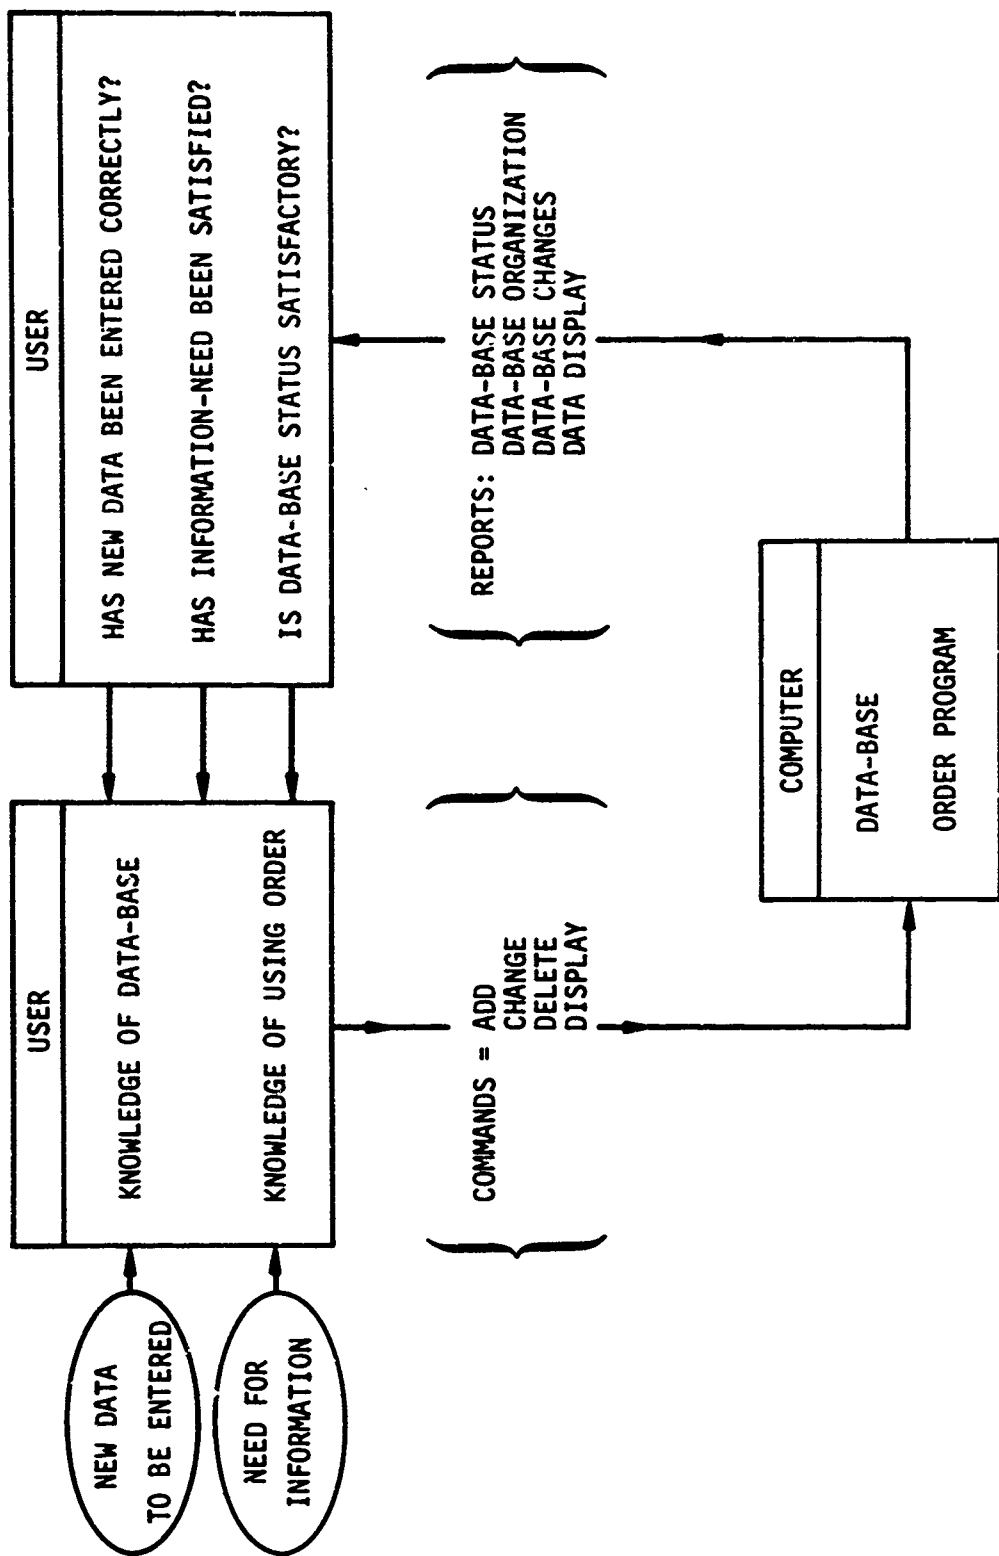 NEW DATA
TO BE ENTERED
NEED FOR
INFORMATION
USER
KNOWLEDGE OF DATA-BASE
KNOWLEDGE OF USING ORDER
USER
HAS NEW DATA BEEN ENTERED CORRECTLY?
HAS INFORMATION-NEED BEEN SATISFIED?
IS DATA-BASE STATUS SATISFACTORY?
COMMANDS = ADD
CHANGE
DELETE
DISPLAY
REPORTS: DATA-BASE STATUS
DATA-BASE ORGANIZATION
DATA-BASE CHANGES
DATA DISPLAY
COMPUTER
DATA-BASE
ORDER PROGRAM